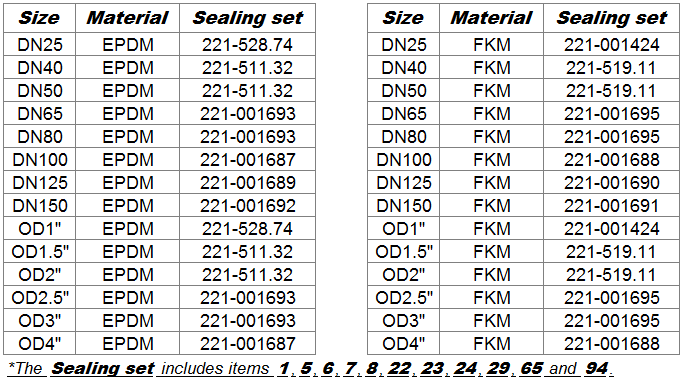 Size Material Sealing set Size Material Sealing set
DN25 EPDM 221-528.74 DN25 FKM 221-001424
DN40 EPDM 221-511.32 DN40 FKM 221-519.11
DN50 EPDM 221-511.32 DN50 FKM 221-519.11
DN65 EPDM 221-001693 DN65 FKM 221-001695
DN80 EPDM 221-001693 DN80 FKM 221-001695
DN100 EPDM 221-001687 DN100 FKM 221-001688
DN125 EPDM 221-001689 DN125 FKM 221-001690
DN150 EPDM 221-001692 DN150 FKM 221-001691
OD1" EPDM 221-528.74 OD1" FKM 221-001424
OD1.5" EPDM 221-511.32 OD1.5" FKM 221-519.11
OD2" EPDM 221-511.32 OD2" FKM 221-519.11
OD2.5" EPDM 221-001693 OD2.5" FKM 221-001695
OD3" EPDM 221-001693 OD3" FKM 221-001695
OD4" EPDM 221-001687 OD4" FKM 221-001688
*The Sealing set includes items 1, 5, 6, 7, 8, 22, 23, 24, 29, 65 and 94.